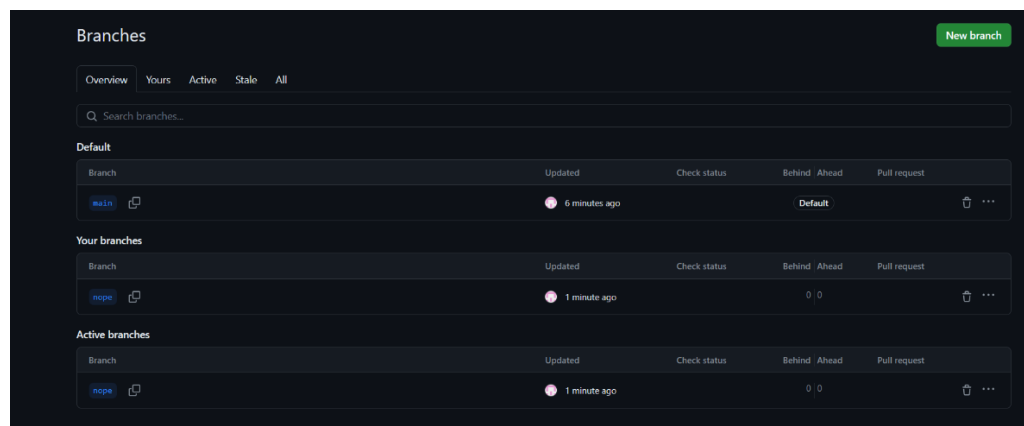 Branches
New branch
Overview Yours Active Stale All
Search branches...
Default
Branch Updated Check status Behind Ahead Pull request
main 6 minutes ago Default
Your branches
Branch Updated Check status Behind Ahead Pull request
nope 1 minute ago 0 0
Active branches
Branch Updated Check status Behind Ahead Pull request
nope 1 minute ago 0 0